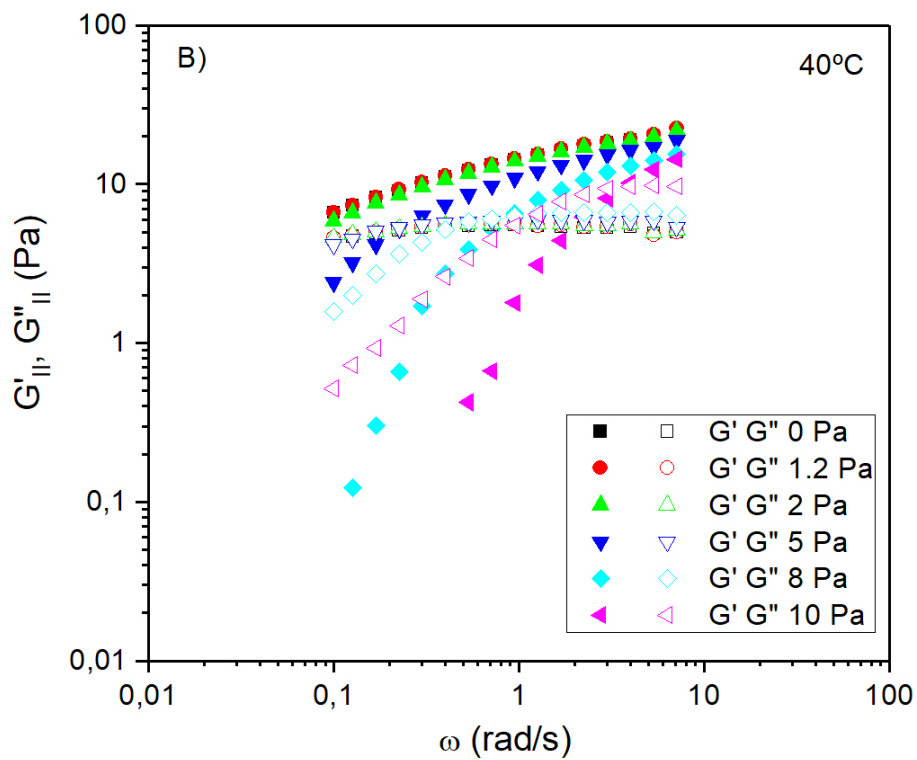 B)
40ºC
100
10
1
0,1
0,01
G'||, G"|| (Pa)
G' G" 0 Pa
G' G" 1.2 Pa
G' G" 2 Pa
G' G" 5 Pa
G' G" 8 Pa
G' G" 10 Pa
0,01 0,1 1 10 100
ω (rad/s)